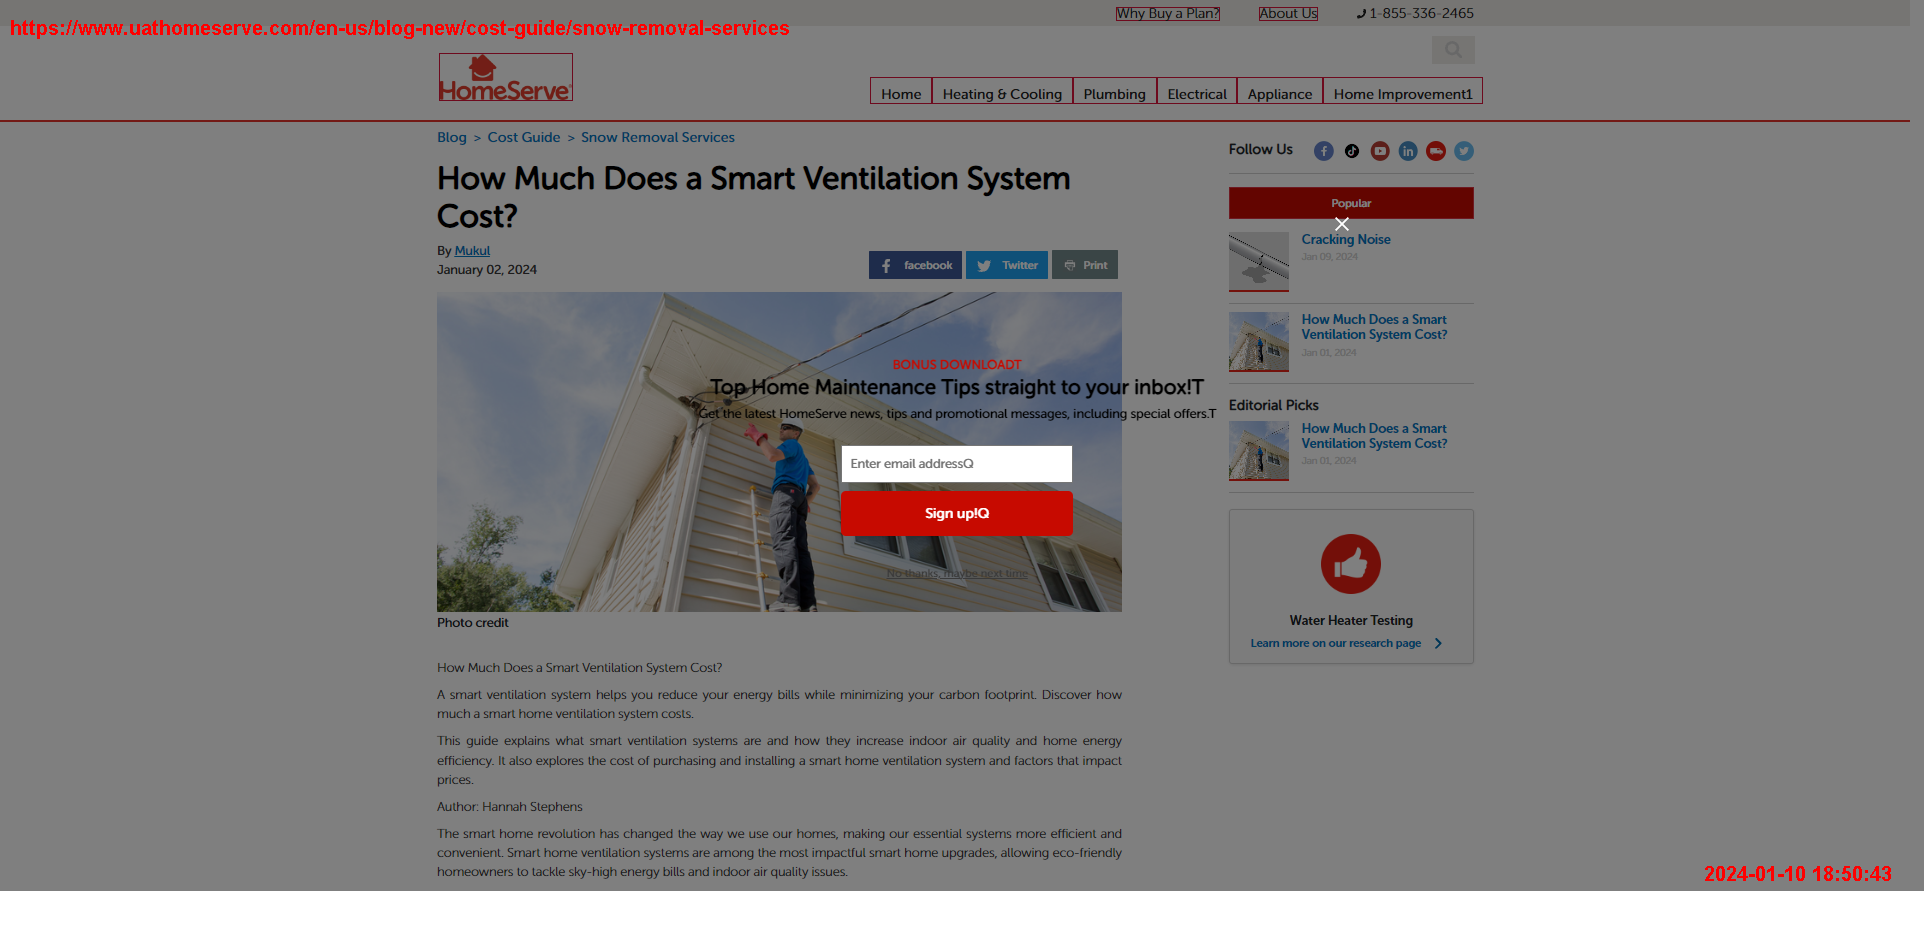 Why Buy a Plan?
About Us
1-855-336-2465
https://www.uathomeserve.com/en-us/blog-new/cost-guide/snow-removal-services
HomeServe
Home
Heating & Cooling
Plumbing
Electrical
Appliance
Home Improvement1
Blog > Cost Guide > Snow Removal Services
How Much Does a Smart Ventilation System
Cost?
By Mukul
January 02, 2024
facebook
Twitter
Print
BONUS DOWNLOADT
Top Home Maintenance Tips straight to your inbox!T
Get the latest HomeServe news, tips and promotional messages, including special offers.T
Enter email addressQ
Sign up!Q
No thanks, maybe next time
Photo credit
How Much Does a Smart Ventilation System Cost?
A smart ventilation system helps you reduce your energy bills while minimizing your carbon footprint. Discover how
much a smart home ventilation system costs.
This guide explains what smart ventilation systems are and how they increase indoor air quality and home energy
efficiency. It also explores the cost of purchasing and installing a smart home ventilation system and factors that impact
prices.
Author: Hannah Stephens
The smart home revolution has changed the way we use our homes, making our essential systems more efficient and
convenient. Smart home ventilation systems are among the most impactful smart home upgrades, allowing eco-friendly
homeowners to tackle sky-high energy bills and indoor air quality issues.
Follow Us
Popular
Cracking Noise
Jan 09, 2024
How Much Does a Smart
Ventilation System Cost?
Jan 01, 2024
Editorial Picks
How Much Does a Smart
Ventilation System Cost?
Jan 01, 2024
Water Heater Testing
Learn more on our research page
2024-01-10 18:50:43